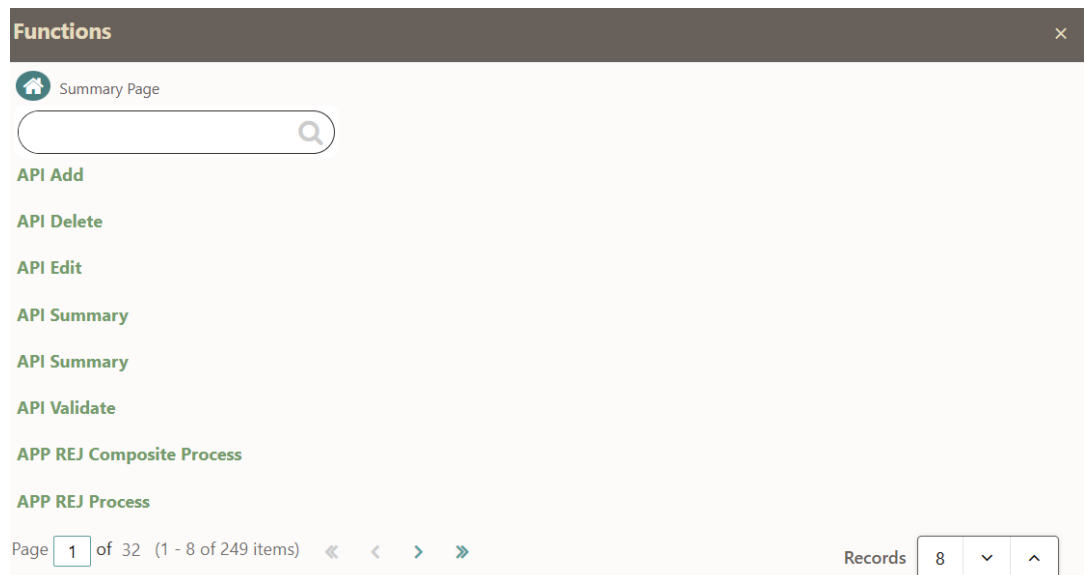 Functions ×
Summary Page
API Add
API Delete
API Edit
API Summary
API Summary
API Validate
APP REJ Composite Process
APP REJ Process
Page 1 of 32 (1 - 8 of 249 items) « ‹ › » Records 8